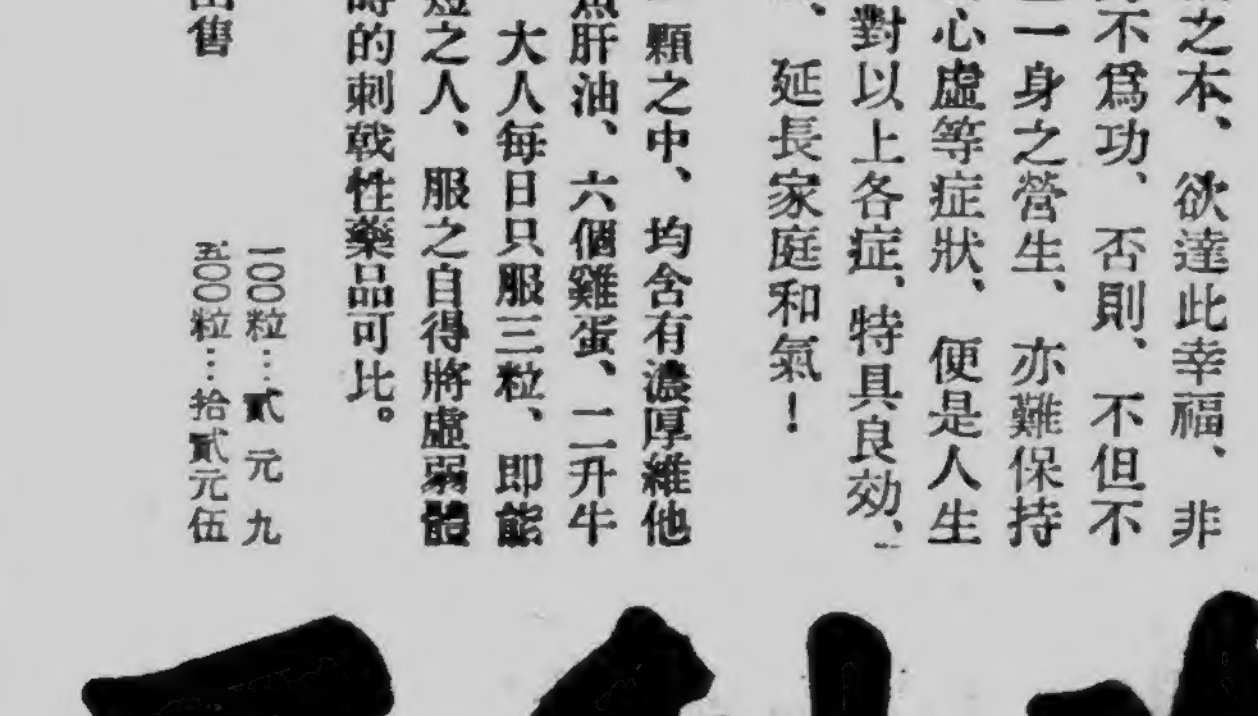 之本、欲達此幸福、非
不爲功、否則、不但不
一身之營生、亦難保持
心虛等症狀、便是人生
對以上各症、特具良効、
、延長家庭和氣！
顆之中、均含有濃厚維他
魚肝油、六個雞蛋、二升牛
大人每日只服三粒、即能
之人、服之自得將虛弱體
時的刺戟性藥品可比。
一〇〇粒…貳元九
五〇〇粒…拾貳元伍
出售